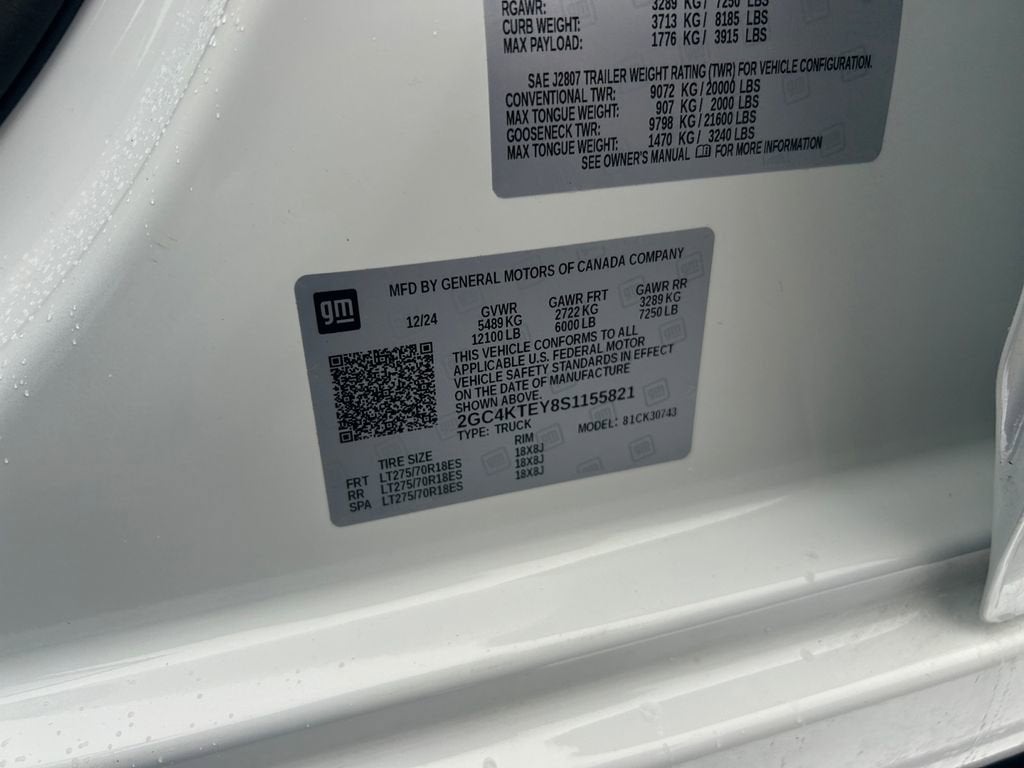 RGAWR: 3289 KG/ 7250 LBS
CURB WEIGHT: 3713 KG/ 8185 LBS
MAX PAYLOAD: 1776 KG/ 3915 LBS
SAE J2807 TRAILER WEIGHT RATING (TWR) FOR VEHICLE CONFIGURATION.
CONVENTIONAL TWR: 9072 KG/ 20000 LBS
MAX TONGUE WEIGHT: 907 KG/ 2000 LBS
GOOSENECK TWR: 9798 KG/ 21600 LBS
MAX TONGUE WEIGHT: 1470 KG/ 3240 LBS
SEE OWNER'S MANUAL FOR MORE INFORMATION
gm
MFD BY GENERAL MOTORS OF CANADA COMPANY
12/24 GVWR GAWR FRT GAWR RR
5489 KG 2722 KG 3289 KG
12100 LB 6000 LB 7250 LB
THIS VEHICLE CONFORMS TO ALL
APPLICABLE U.S. FEDERAL MOTOR
VEHICLE SAFETY STANDARDS IN EFFECT
ON THE DATE OF MANUFACTURE
SHOWN ABOVE.
2GC4KTEY8S1155821
TYPE: TRUCK MODEL: 81CK30743
TIRE SIZE RIM
FRT LT275/70R18ES 18X8J
RR LT275/70R18ES 18X8J
SPA LT275/70R18ES 18X8J